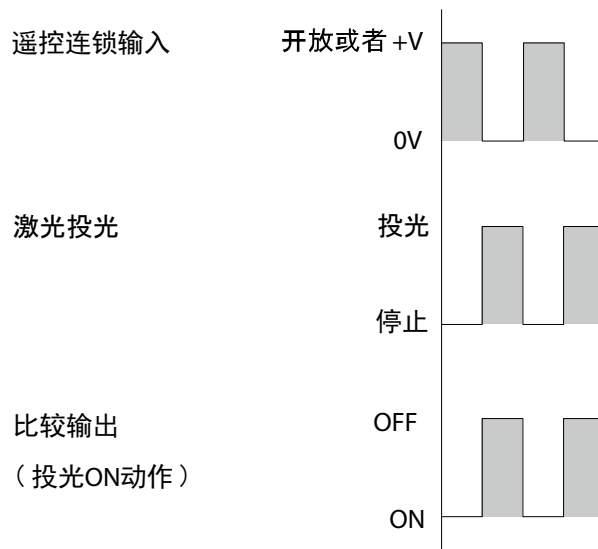 遥控连锁输入 开放或者 +V
0V
激光投光 投光
停止
比较输出 OFF
（投光ON动作）
ON